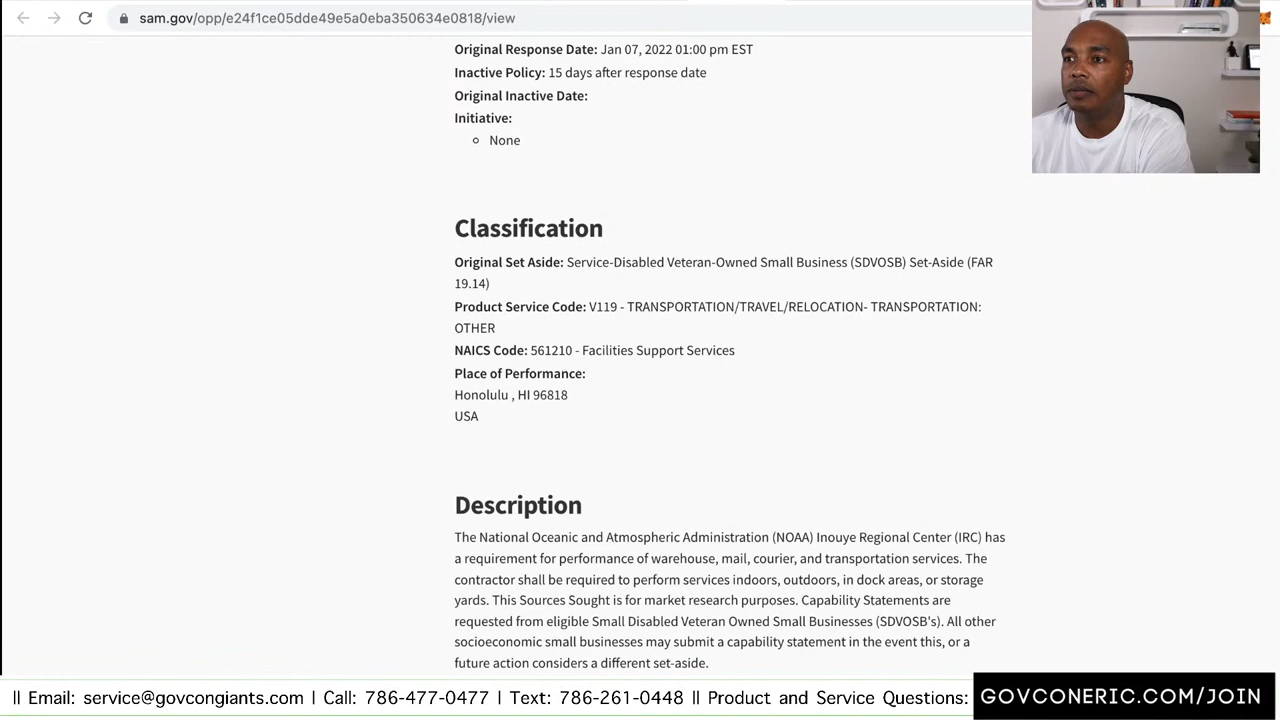 sam.gov/opp/e24f1ce05dde49e5a0eba350634e0818/view
Original Response Date: Jan 07, 2022 01:00 pm EST
Inactive Policy: 15 days after response date
Original Inactive Date:
Initiative:
None
Classification
Original Set Aside: Service-Disabled Veteran-Owned Small Business (SDVOSB) Set-Aside (FAR
19.14)
Product Service Code: V119 - TRANSPORTATION/TRAVEL/RELOCATION- TRANSPORTATION:
OTHER
NAICS Code: 561210 - Facilities Support Services
Place of Performance:
Honolulu , HI 96818
USA
Description
The National Oceanic and Atmospheric Administration (NOAA) Inouye Regional Center (IRC) has
a requirement for performance of warehouse, mail, courier, and transportation services. The
contractor shall be required to perform services indoors, outdoors, in dock areas, or storage
yards. This Sources Sought is for market research purposes. Capability Statements are
requested from eligible Small Disabled Veteran Owned Small Businesses (SDVOSB's). All other
socioeconomic small businesses may submit a capability statement in the event this, or a
future action considers a different set-aside.
|| Email: service@govcongiants.com | Call: 786-477-0477 | Text: 786-261-0448 || Product and Service Questions:
GOVCONERIC.COM/JOIN